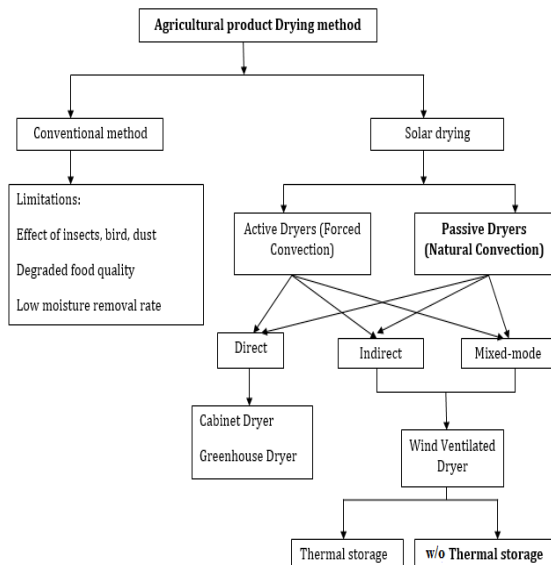 Agricultural product Drying method
Conventional method
Solar drying
Limitations:
Effect of insects, bird, dust
Degraded food quality
Low moisture removal rate
Active Dryers (Forced
Convection)
Passive Dryers
(Natural Convection)
Direct
Indirect
Mixed-mode
Cabinet Dryer
Greenhouse Dryer
Wind Ventilated
Dryer
Thermal storage
w/o Thermal storage